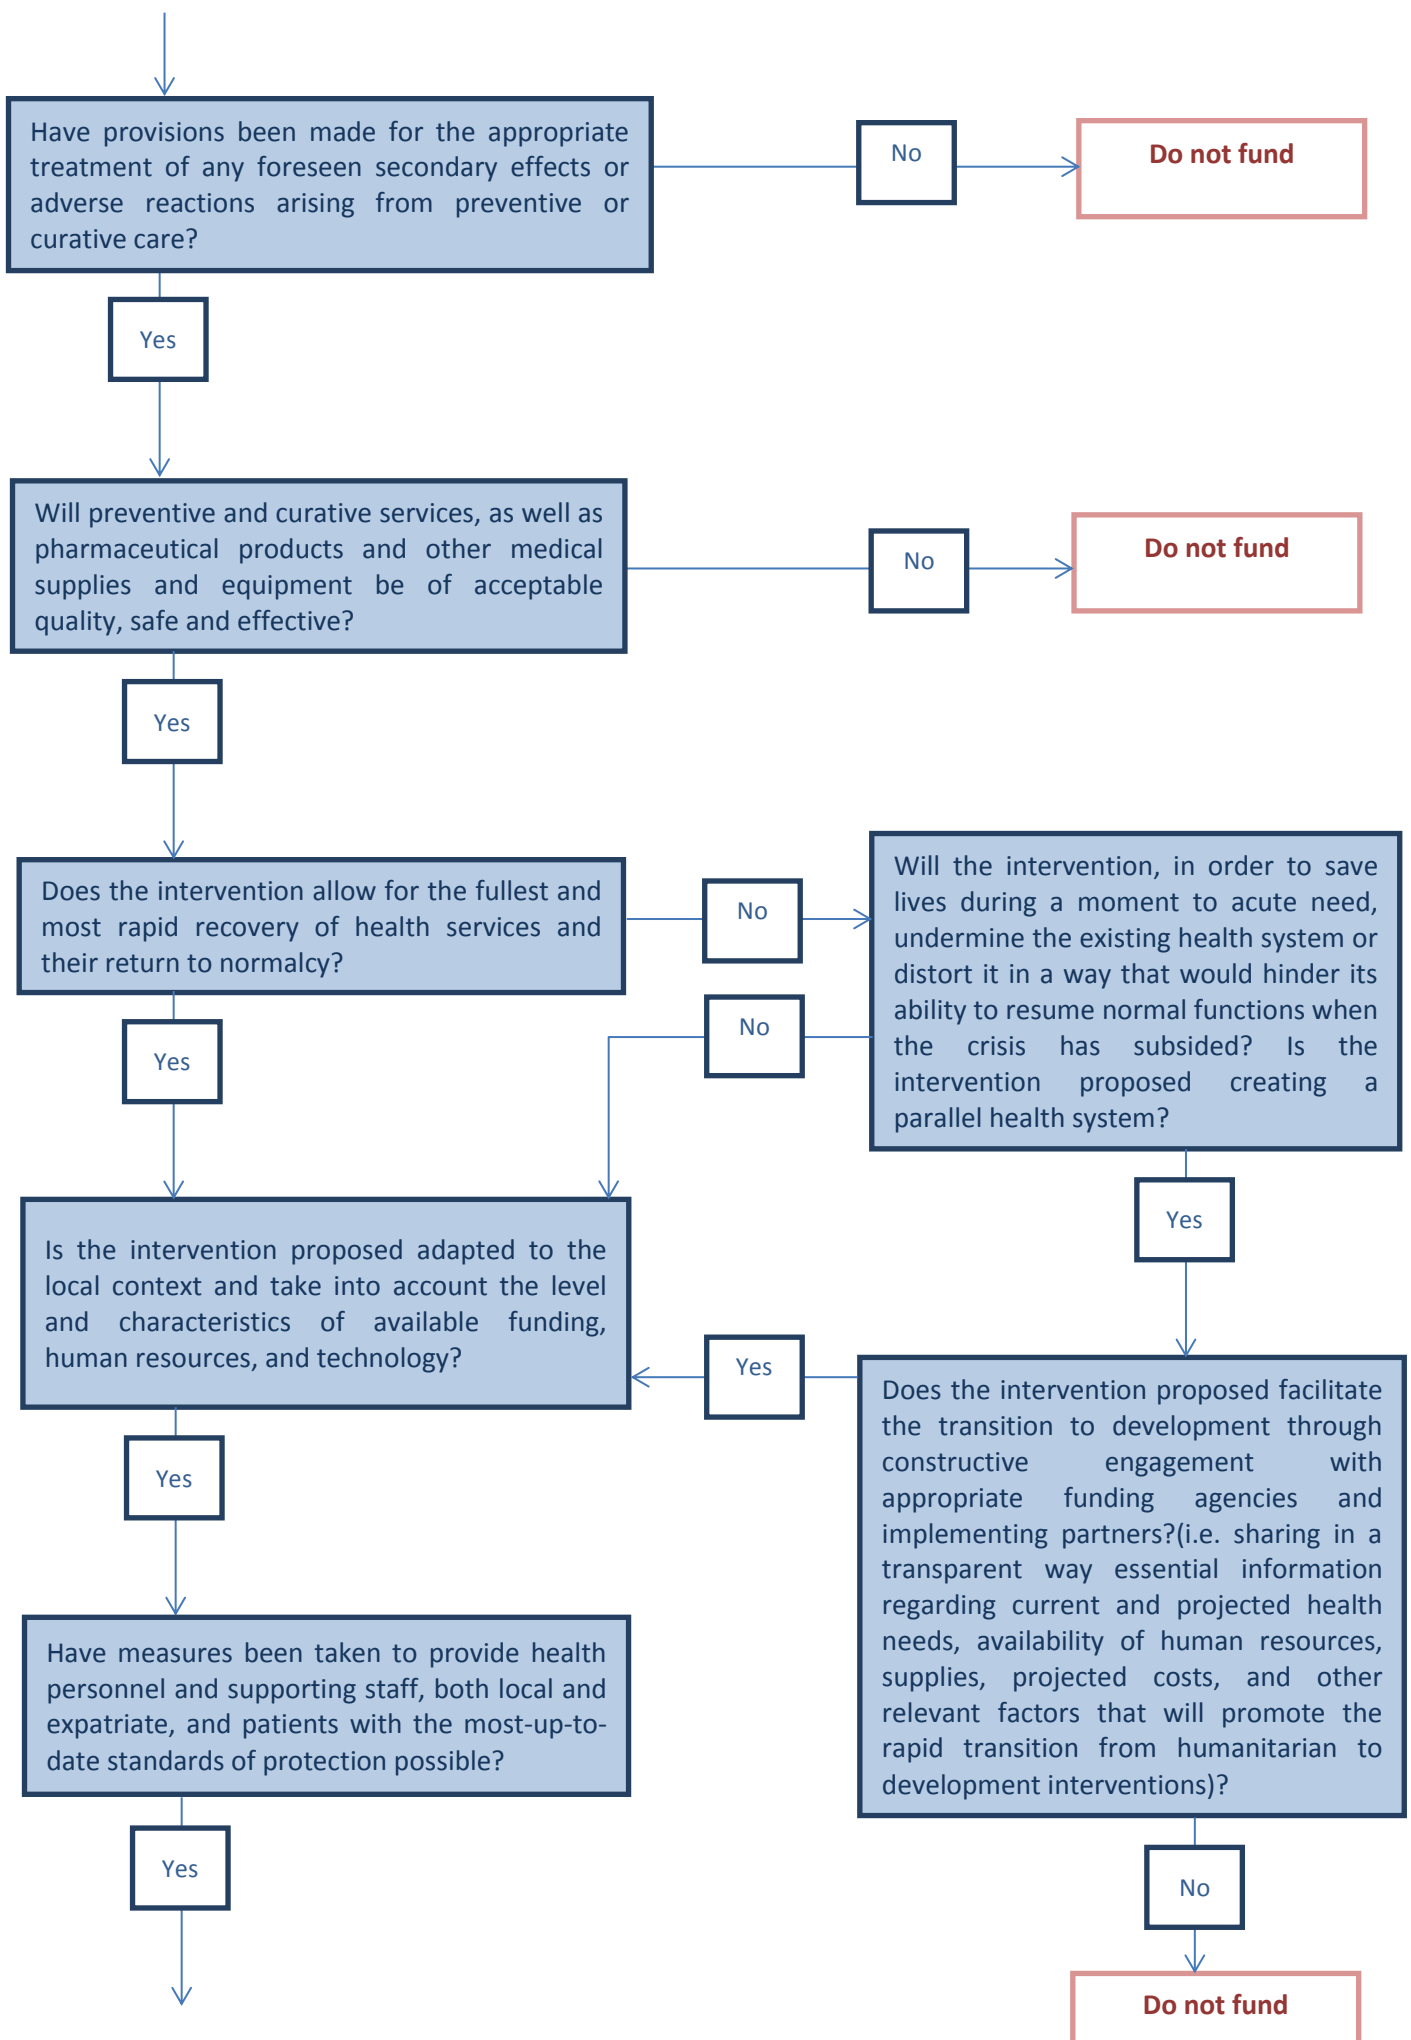 Have provisions been made for the appropriate
treatment of any foreseen secondary effects or
adverse reactions arising from preventive or
curative care?
No
Do not fund
Yes
Will preventive and curative services, as well as
pharmaceutical products and other medical
supplies and equipment be of acceptable
quality, safe and effective?
No
Do not fund
Yes
Does the intervention allow for the fullest and
most rapid recovery of health services and
their return to normalcy?
No
Will the intervention, in order to save
lives during a moment to acute need,
undermine the existing health system or
distort it in a way that would hinder its
ability to resume normal functions when
the crisis has subsided? Is the
intervention proposed creating a
parallel health system?
No
Yes
Yes
Is the intervention proposed adapted to the
local context and take into account the level
and characteristics of available funding,
human resources, and technology?
Yes
Does the intervention proposed facilitate
the transition to development through
constructive engagement with
appropriate funding agencies and
implementing partners?(i.e. sharing in a
transparent way essential information
regarding current and projected health
needs, availability of human resources,
supplies, projected costs, and other
relevant factors that will promote the
rapid transition from humanitarian to
development interventions)?
Yes
Have measures been taken to provide health
personnel and supporting staff, both local and
expatriate, and patients with the most-up-to-
date standards of protection possible?
Yes
No
Do not fund